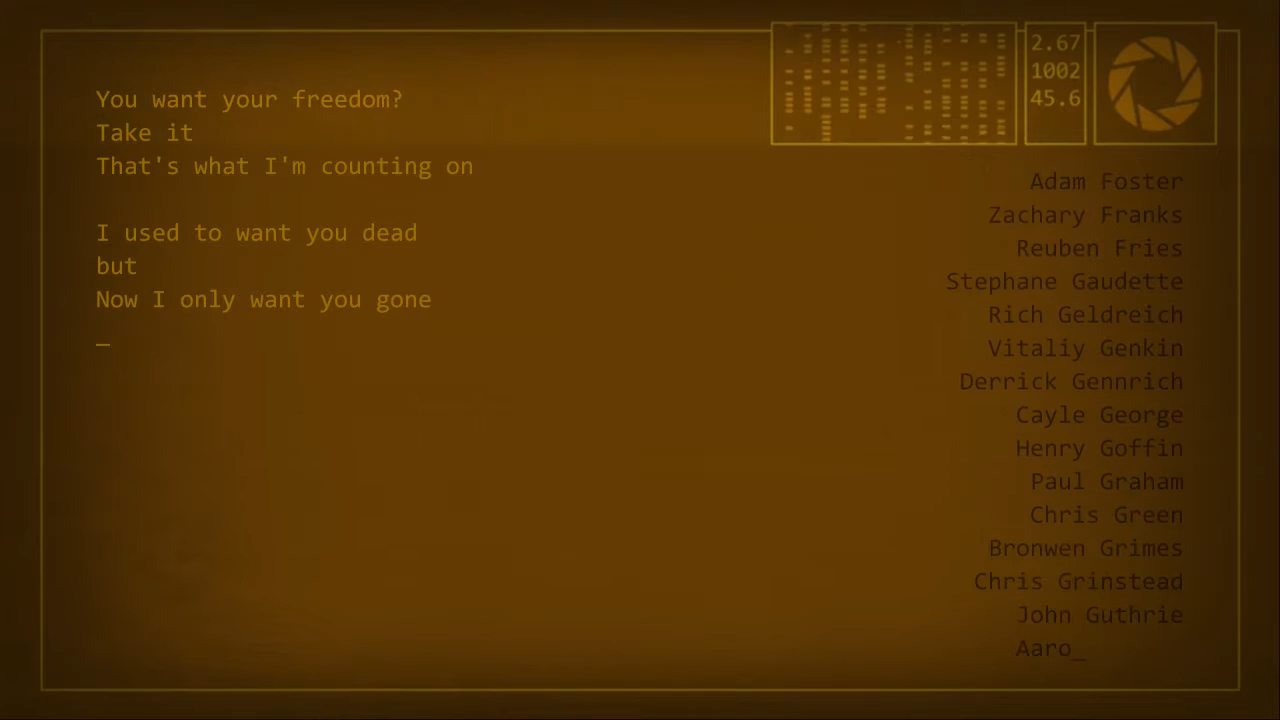 You want your freedom?
Take it
That's what I'm counting on
I used to want you dead
but
Now I only want you gone
_
2.67
1002
45.6
Adam Foster
Zachary Franks
Reuben Fries
Stephane Gaudette
Rich Geldreich
Vitaliy Genkin
Derrick Gennrich
Cayle George
Henry Goffin
Paul Graham
Chris Green
Bronwen Grimes
Chris Grinstead
John Guthrie
Aaro_